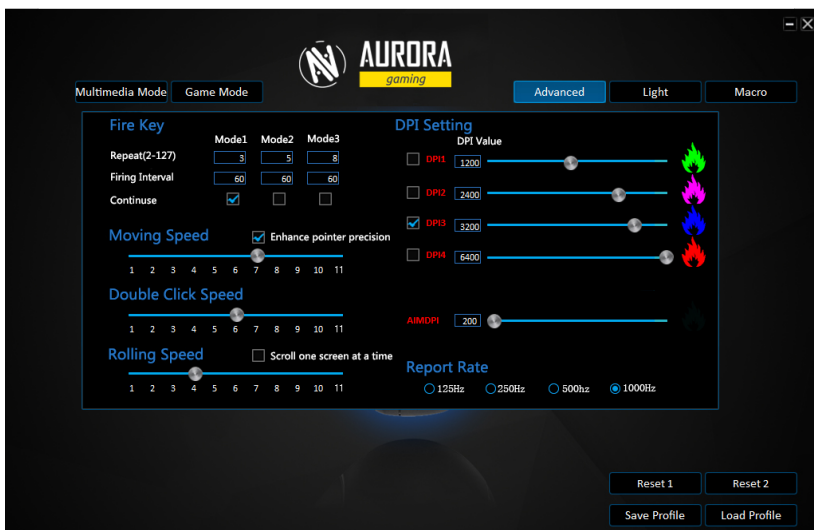 AURORA
gaming
Multimedia Mode Game Mode Advanced Light Macro
Fire Key
Mode1 Mode2 Mode3
Repeat(2-127) 3 5 8
Firing Interval 60 60 60
Continuse
Moving Speed Enhance pointer precision
1 2 3 4 5 6 7 8 9 10 11
Double Click Speed
1 2 3 4 5 6 7 8 9 10 11
Rolling Speed Scroll one screen at a time
1 2 3 4 5 6 7 8 9 10 11
DPI Setting
DPI Value
DPI1 1200
DPI2 2400
DPI3 3200
DPI4 6400
AIMDPI 200
Report Rate
125Hz 250Hz 500hz 1000Hz
Reset 1 Reset 2
Save Profile Load Profile